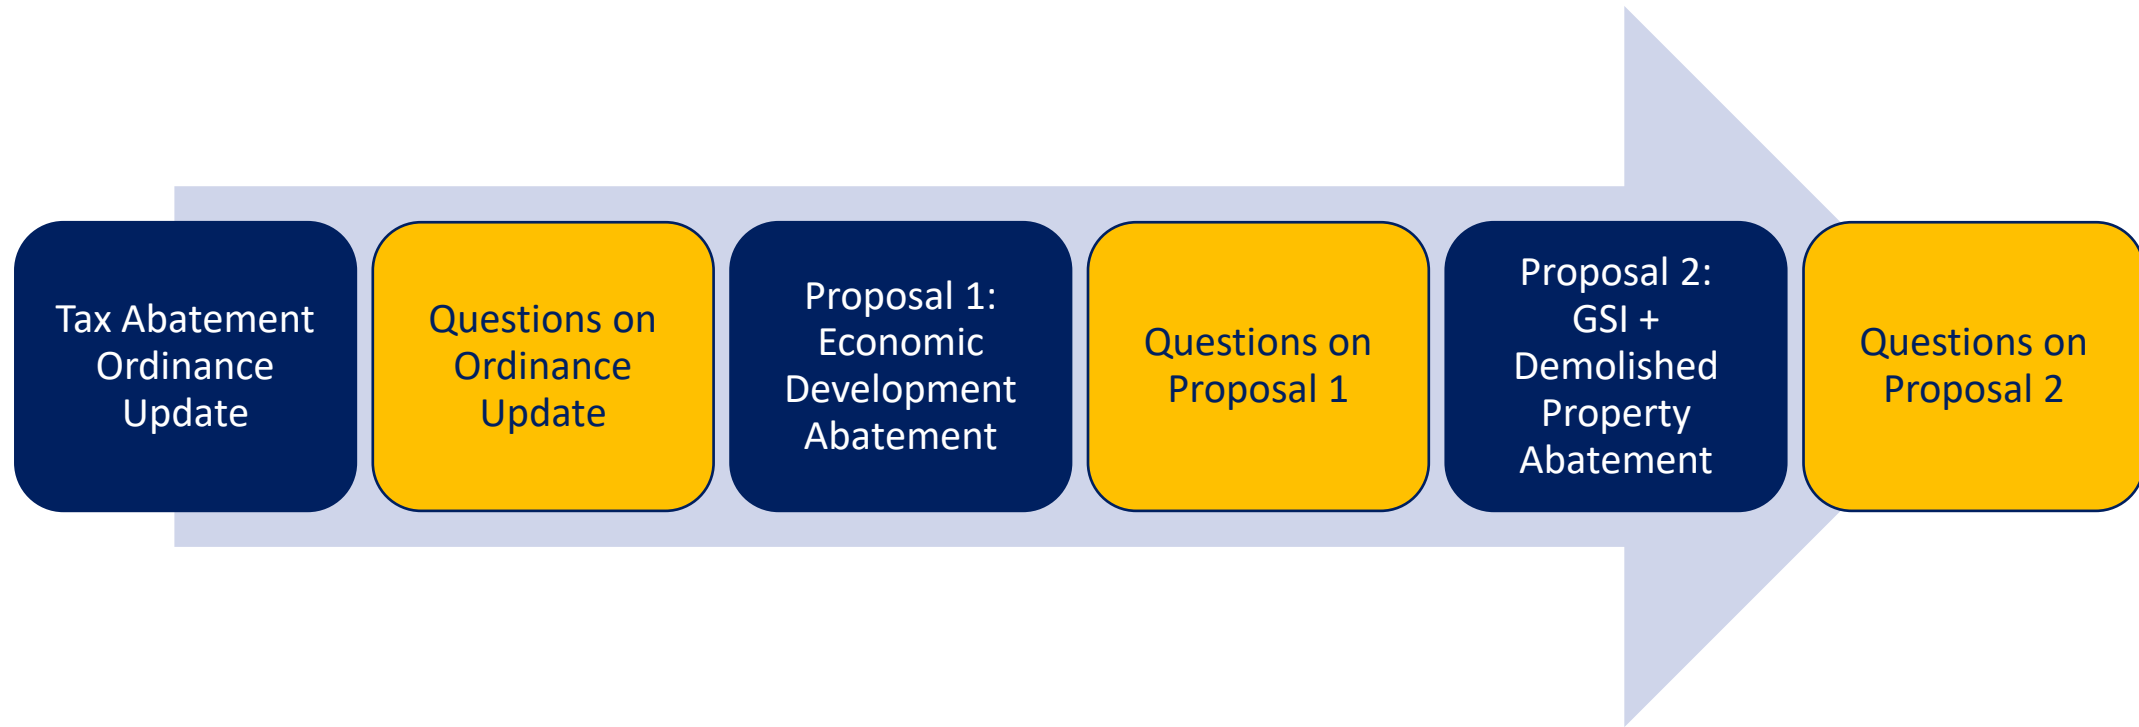 Tax Abatement
Ordinance
Update
Questions on
Ordinance
Update
Proposal 1:
Economic
Development
Abatement
Questions on
Proposal 1
Proposal 2:
GSI +
Demolished
Property
Abatement
Questions on
Proposal 2